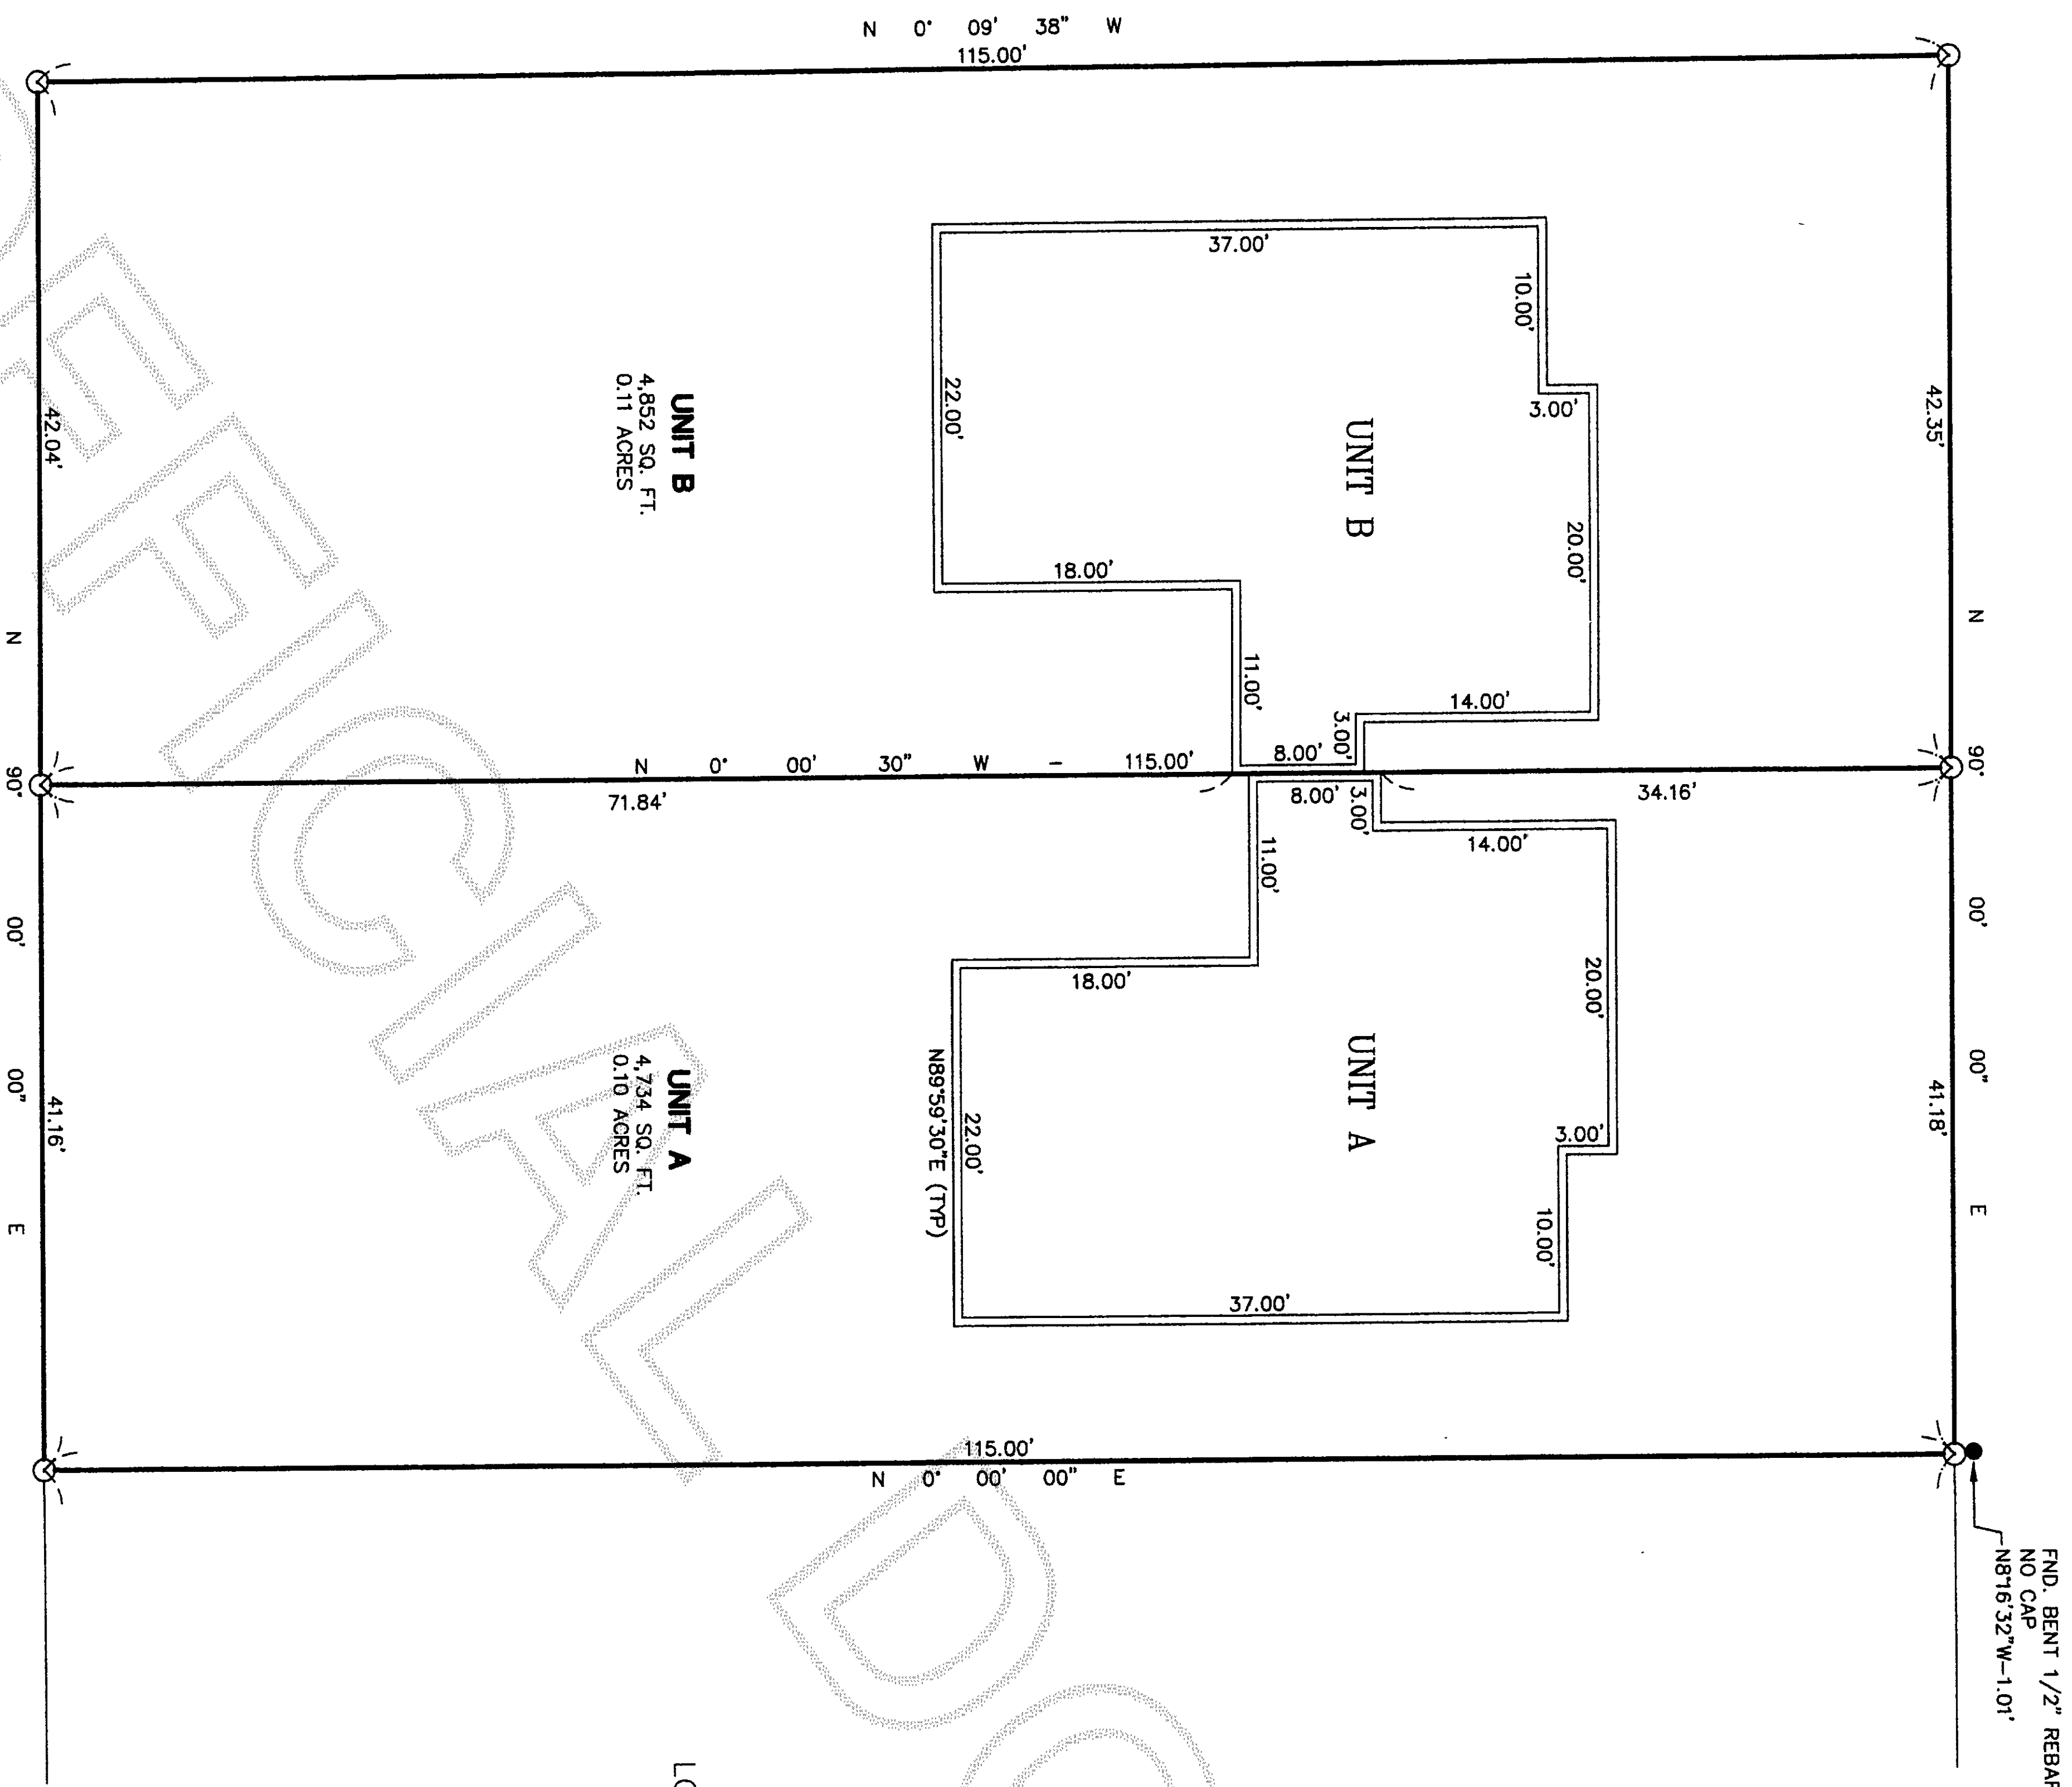 N 0° 09' 38" W
115.00'
42.04'
42.35'
37.00'
10.00'
3.00'
20.00'
22.00'
18.00'
11.00'
14.00'
3.00'
8.00'
UNIT B
UNIT B
4,852 SQ. FT.
0.11 ACRES
N 90° 00' 00" E
N 90° 00' 00" E
N 0° 00' 30" W - 115.00'
71.84'
34.16'
8.00'
3.00'
14.00'
11.00'
18.00'
20.00'
3.00'
10.00'
22.00'
N89°59'30"E (TYP)
37.00'
UNIT A
UNIT A
4,734 SQ. FT.
0.10 ACRES
41.16'
41.18'
115.00'
N 0° 00' 00" E
FND. BENT 1/2" REBAR
NO CAP
N8°16'32"W-1.01'
OFFICIAL DO